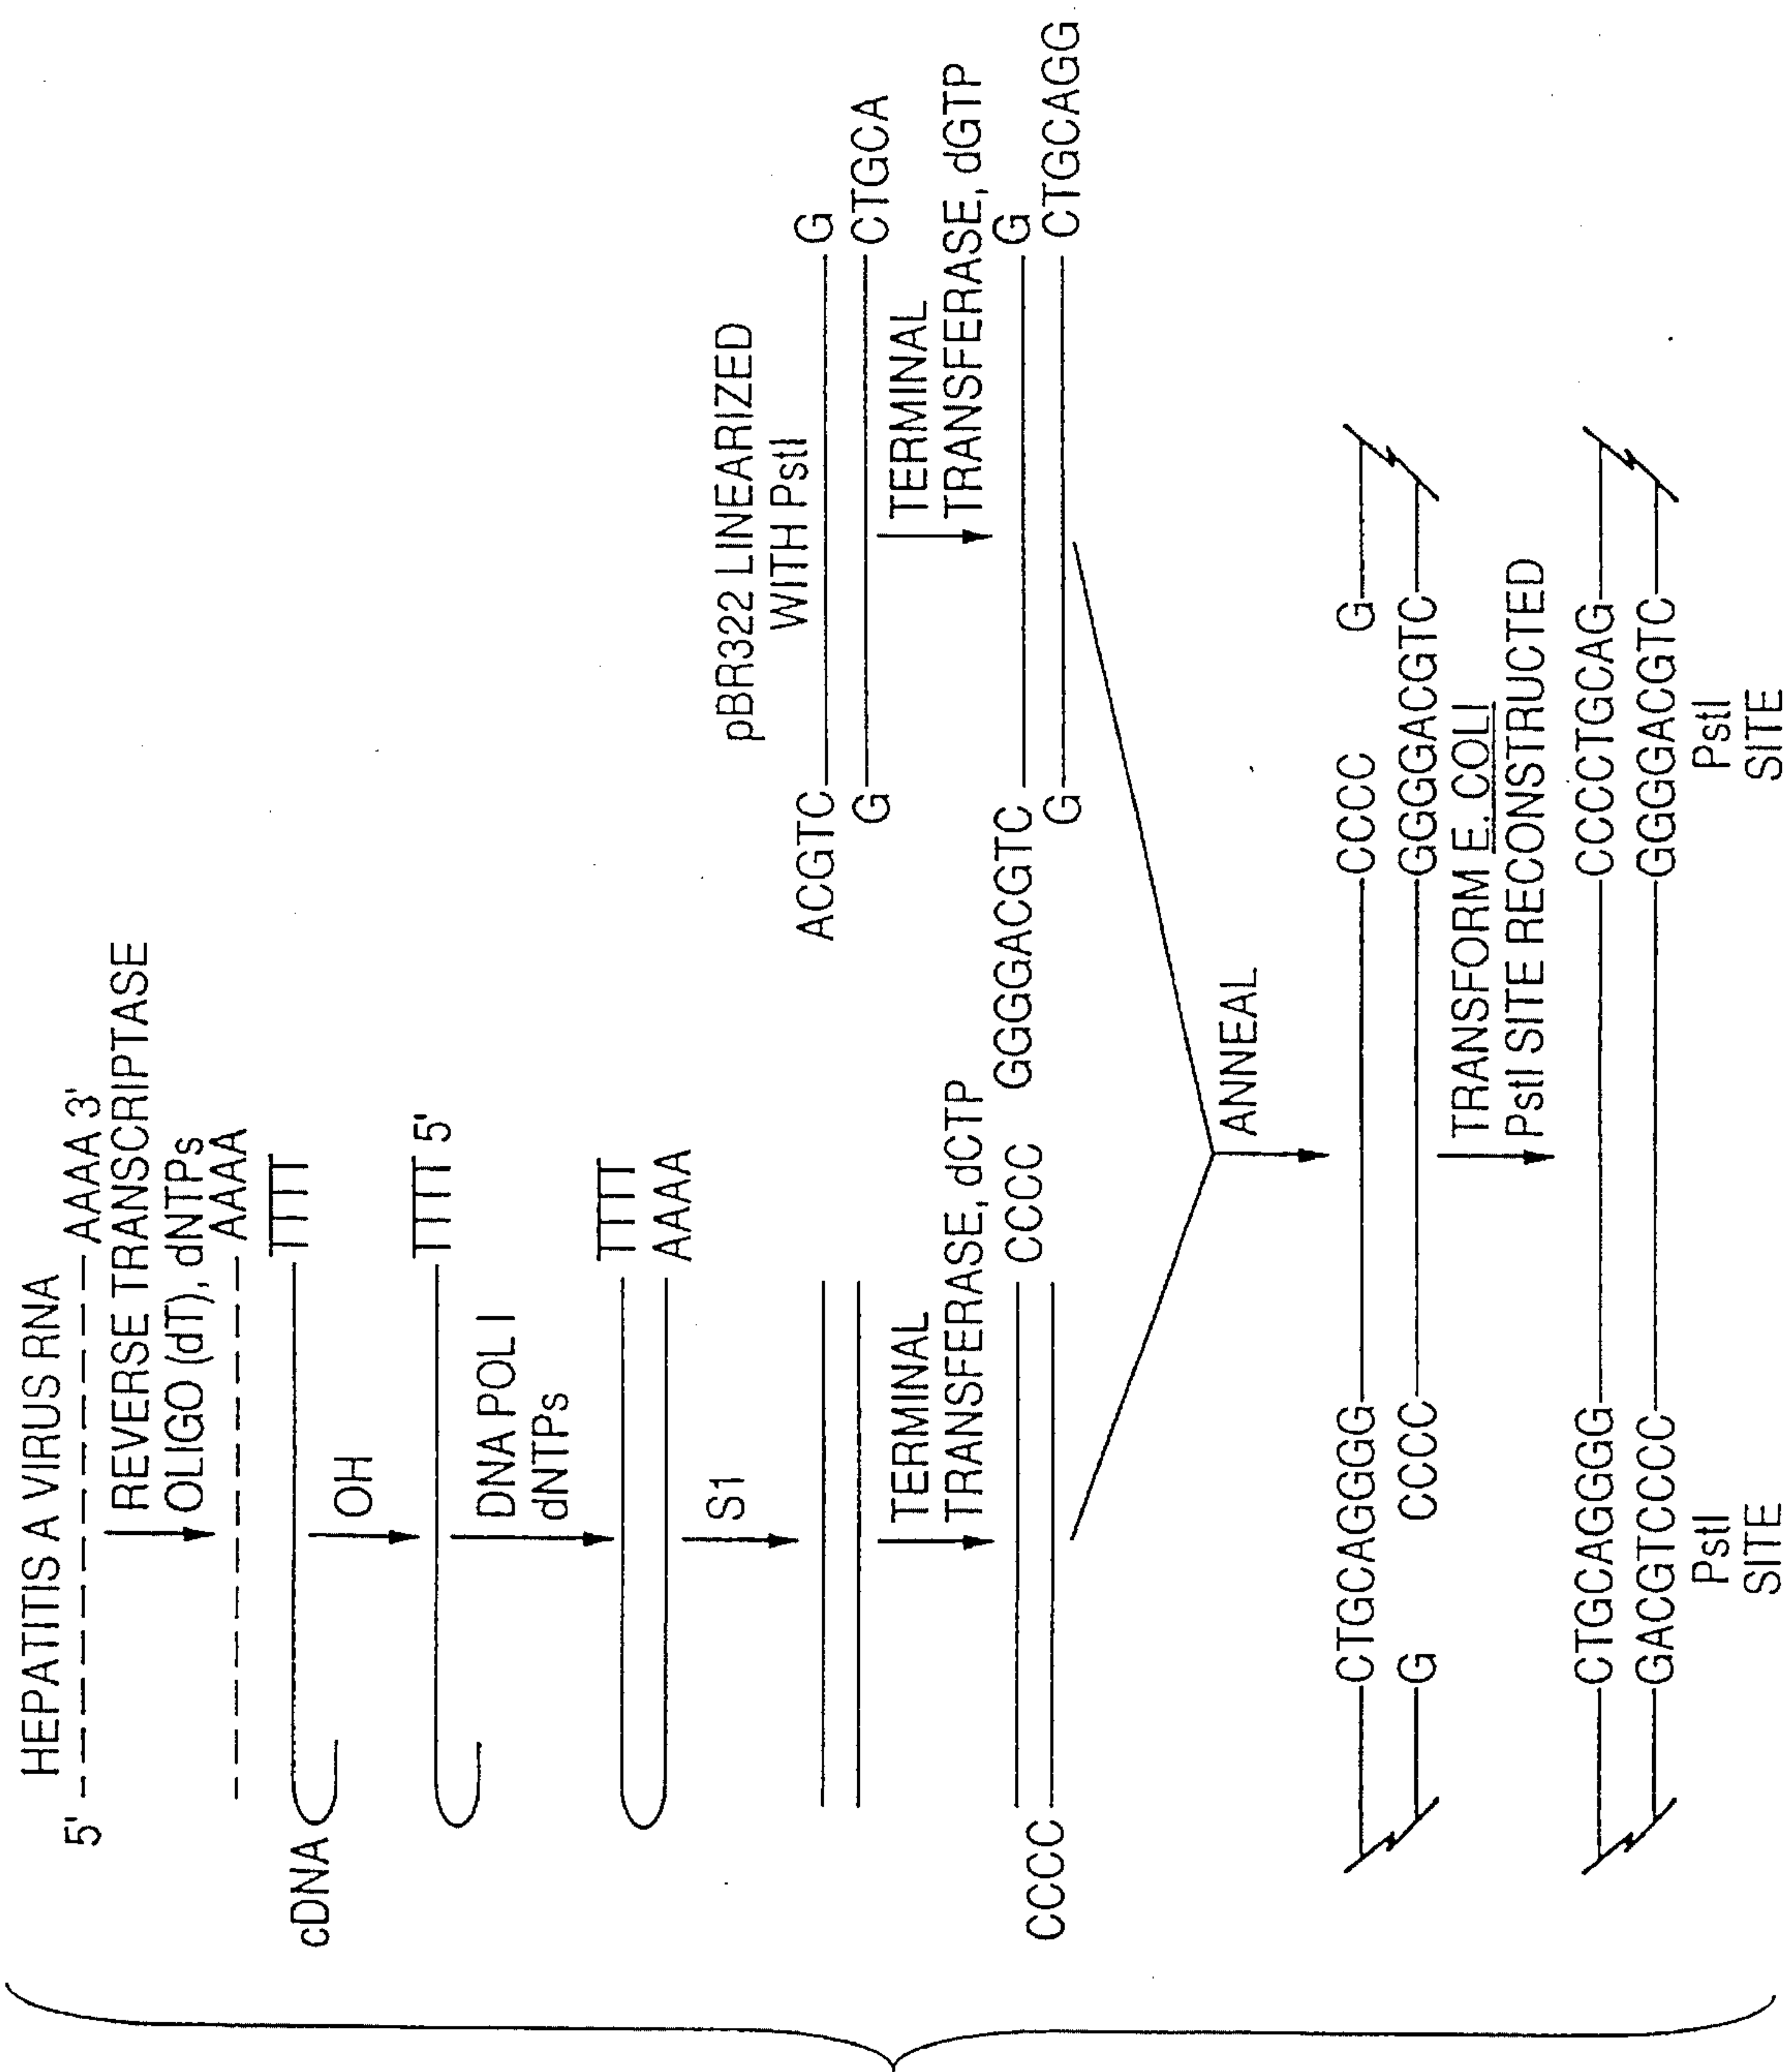 HEPATITIS A VIRUS RNA
5' AAAA 3'
REVERSE TRANSCRIPTASE
OLIGO (dT), dNTPs
AAAA
cDNA TTTT
OH
TTTT 5'
DNA POL I
dNTPs
TTTT
AAAA
S1
TERMINAL
TRANSFERASE, dCTP
CCCC
CCCC
pBR322 LINEARIZED
WITH PstI
ACGTC G
G CTGCA
TERMINAL
TRANSFERASE, dGTP
GGGGACGTC G
G CTGCAGG
ANNEAL
CTGCAGGGG CCCC G
G CCCC GGGGACGTC
TRANSFORM E. COLI
PstI SITE RECONSTRUCTED
CTGCAGGGG CCCCTGCAG
GACGTCCCC GGGGACGTC
PstI PstI
SITE SITE